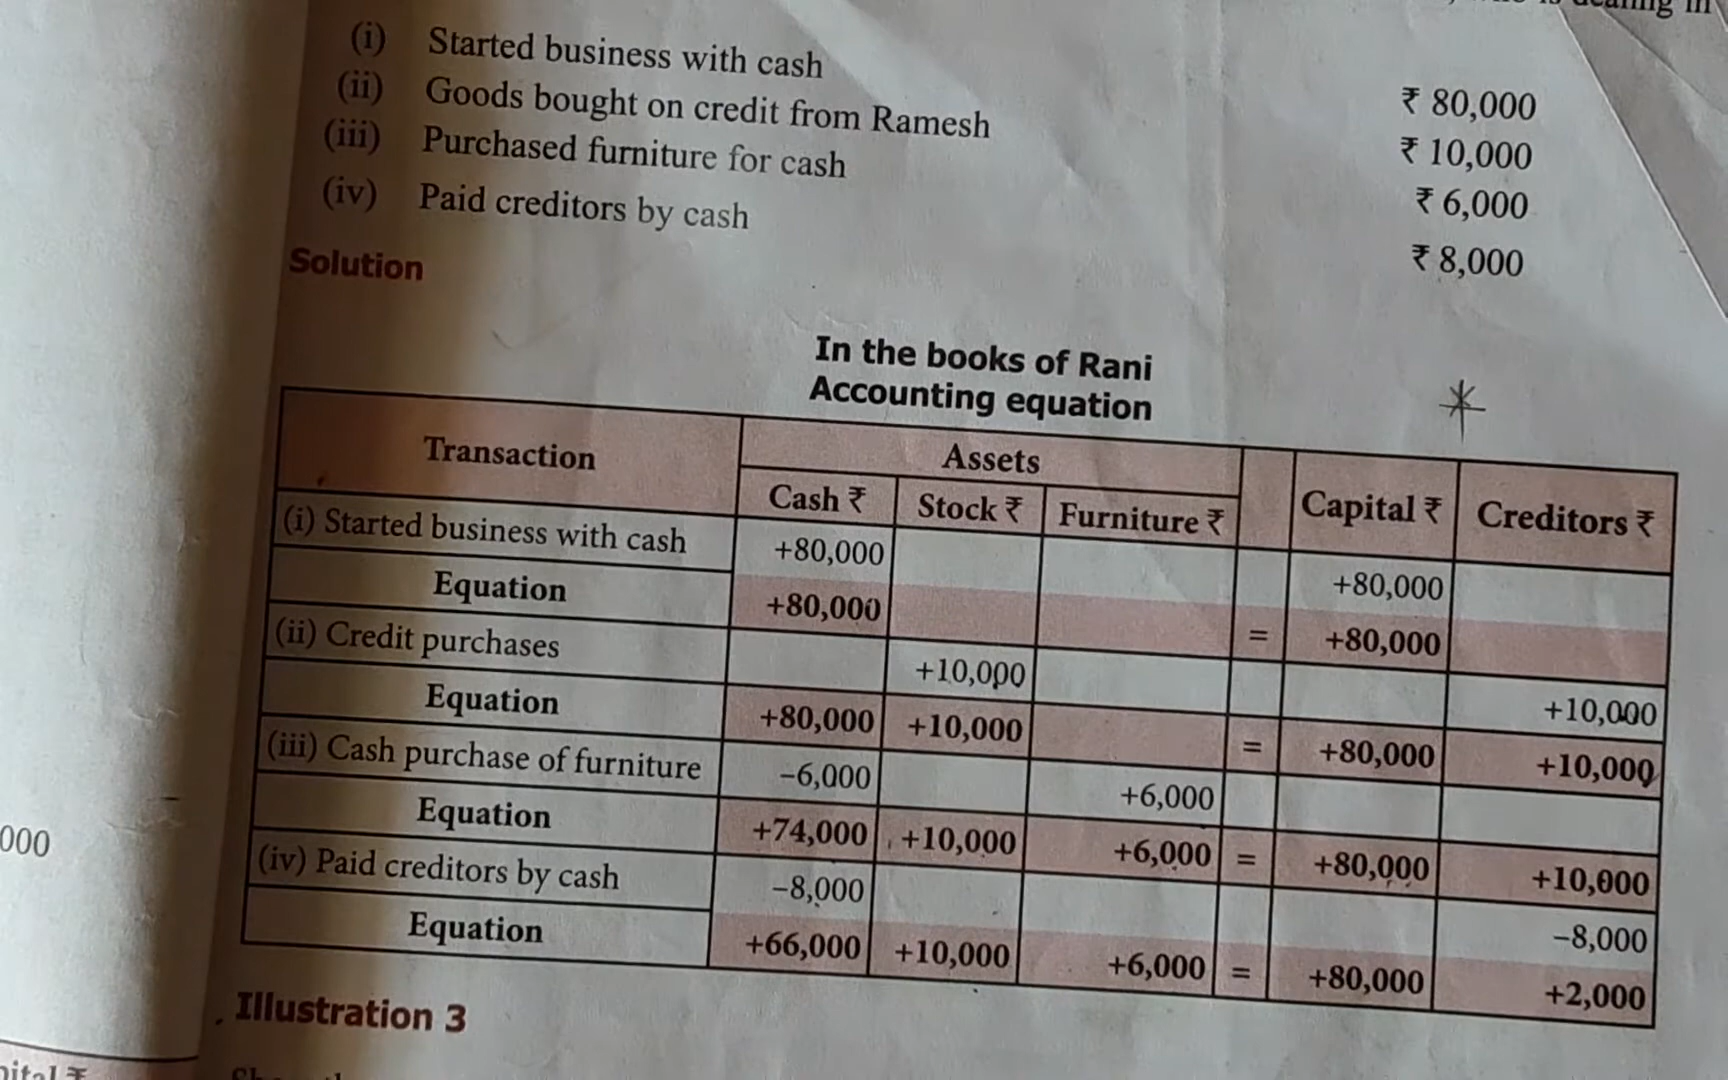 dealing in
(i) Started business with cash ₹ 80,000
(ii) Goods bought on credit from Ramesh ₹ 10,000
(iii) Purchased furniture for cash ₹ 6,000
(iv) Paid creditors by cash ₹ 8,000
Solution
In the books of Rani
Accounting equation
Transaction Assets Capital ₹ Creditors ₹
Cash ₹ Stock ₹ Furniture ₹
(i) Started business with cash +80,000 +80,000
Equation +80,000 = +80,000
(ii) Credit purchases +10,000 +10,000
Equation +80,000 +10,000 = +80,000 +10,000
(iii) Cash purchase of furniture –6,000 +6,000
Equation +74,000 +10,000 +6,000 = +80,000 +10,000
(iv) Paid creditors by cash –8,000 –8,000
Equation +66,000 +10,000 +6,000 = +80,000 +2,000
Illustration 3
000